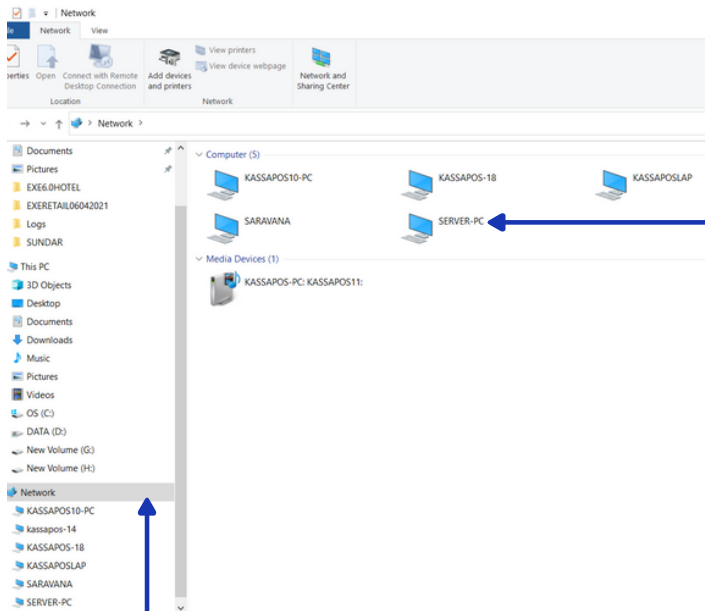 Network
Network
View
Open
Connect with Remote
Desktop Connection
Location
Add devices
and printers
View printers
View device webpage
Network and
Sharing Center
Network
Network
Documents
Pictures
EXE6.0HOTEL
EXERETAIL06042021
Logs
SUNDAR
This PC
3D Objects
Desktop
Documents
Downloads
Music
Pictures
Videos
OS (C:)
DATA (D:)
New Volume (G:)
New Volume (H:)
Network
KASSAPOS10-PC
kassapos-14
KASSAPOS-18
KASSAPOSLAP
SARAVANA
SERVER-PC
Computer (5)
KASSAPOS10-PC
KASSAPOS-18
KASSAPOSLAP
SARAVANA
SERVER-PC
Media Devices (1)
KASSAPOS-PC: KASSAPOS11: